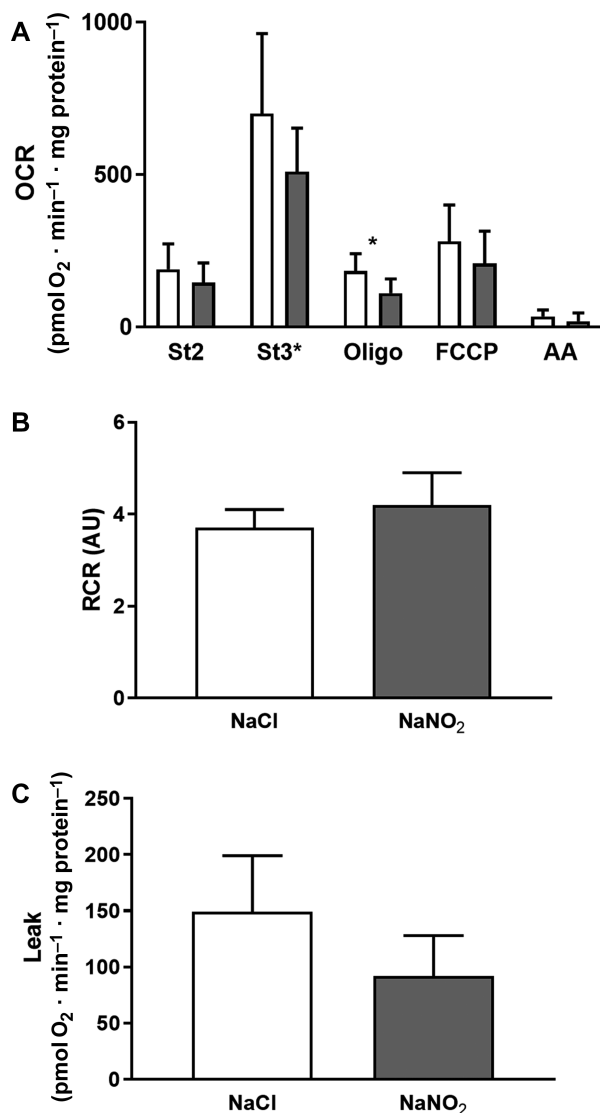 A
OCR
(pmol O₂ · min⁻¹ · mg protein⁻¹)
1000
500
0
*
St2 St3* Oligo FCCP AA
B
RCR (AU)
6
4
2
0
NaCl NaNO₂
C
Leak
(pmol O₂ · min⁻¹ · mg protein⁻¹)
250
200
150
100
50
0
NaCl NaNO₂